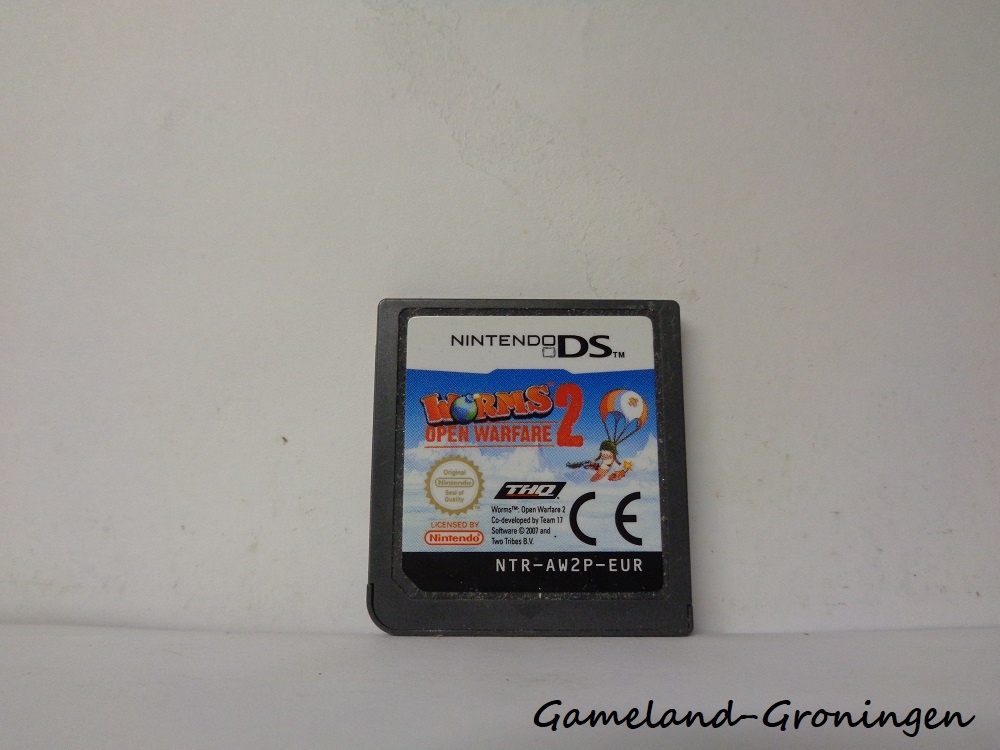 NINTENDO DS™
WORMS™ 2
OPEN WARFARE
Original
Nintendo
Seal of
Quality
LICENSED BY
Nintendo
THQ
Worms™: Open Warfare 2
Co-developed by Team 17
Software © 2007 and
Two Tribes B.V.
CE
NTR-AW2P-EUR
Gameland-Groningen